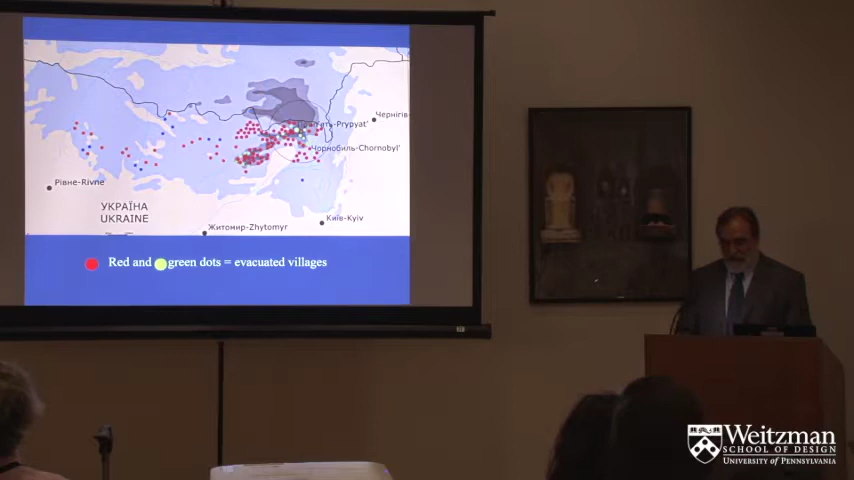 Чернігів-
Прип'ять-Prypyat'
Чорнобиль-Chornobyl'
Рівне-Rivne
УКРАЇНА
UKRAINE
Київ-Kyiv
Житомир-Zhytomyr
Red and green dots = evacuated villages
Weitzman
SCHOOL OF DESIGN
UNIVERSITY of PENNSYLVANIA